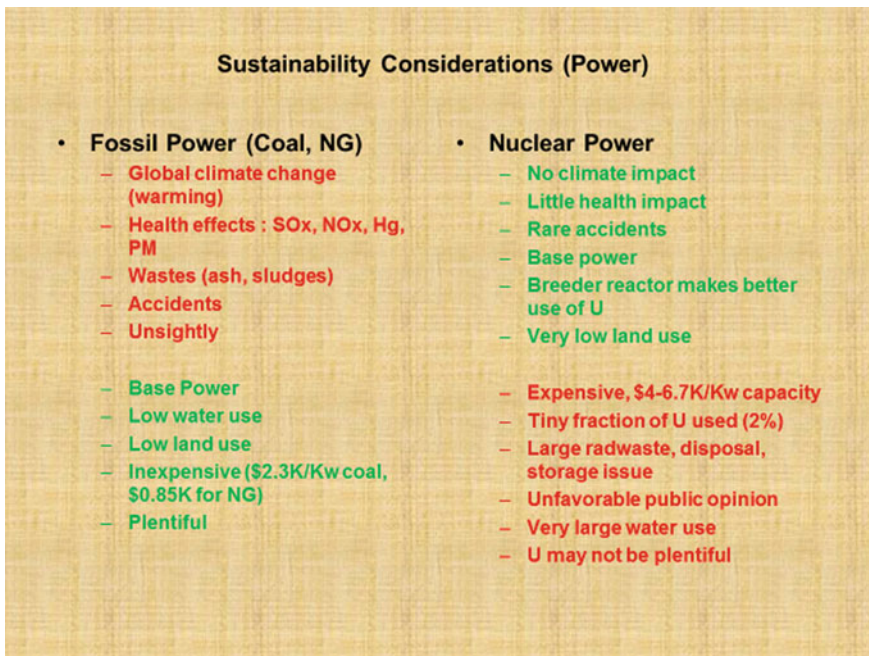 Sustainability Considerations (Power)
• Fossil Power (Coal, NG)
– Global climate change
(warming)
– Health effects : SOx, NOx, Hg,
PM
– Wastes (ash, sludges)
– Accidents
– Unsightly
– Base Power
– Low water use
– Low land use
– Inexpensive ($2.3K/Kw coal,
$0.85K for NG)
– Plentiful
• Nuclear Power
– No climate impact
– Little health impact
– Rare accidents
– Base power
– Breeder reactor makes better
use of U
– Very low land use
– Expensive, $4-6.7K/Kw capacity
– Tiny fraction of U used (2%)
– Large radwaste, disposal,
storage issue
– Unfavorable public opinion
– Very large water use
– U may not be plentiful